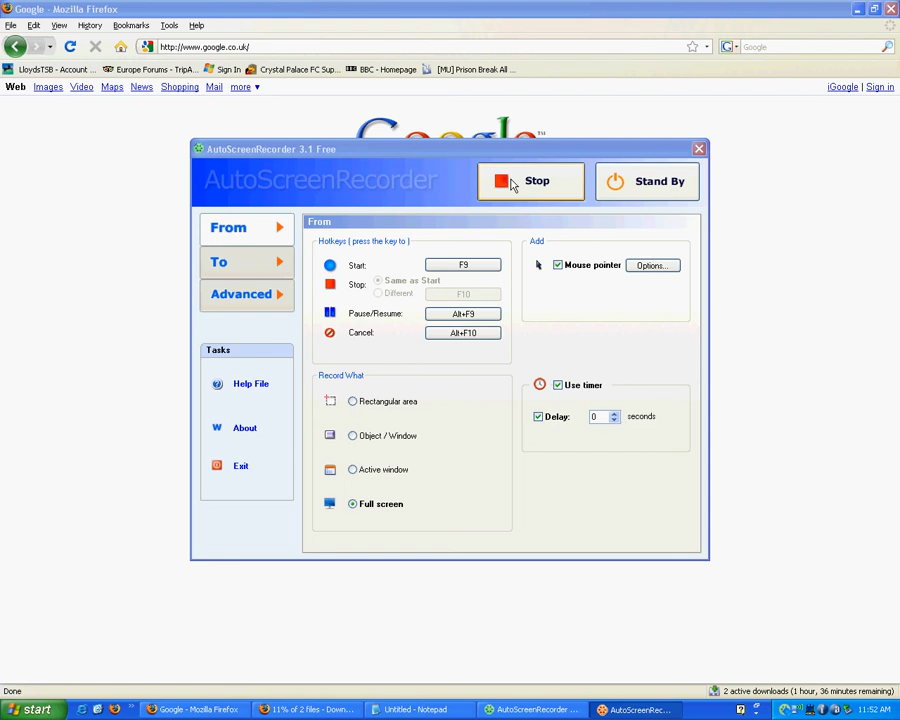 Google - Mozilla Firefox
File Edit View History Bookmarks Tools Help
http://www.google.co.uk/
Google
LloydsTSB - Account ... Europe Forums - TripA... Sign In Crystal Palace FC Sup... BBC - Homepage [MU] Prison Break All ...
Web Images Video Maps News Shopping Mail more ▼ iGoogle | Sign in
Google™
AutoScreenRecorder 3.1 Free
AutoScreenRecorder
Stop
Stand By
From
To
Advanced
Tasks
Help File
About
Exit
From
Hotkeys ( press the key to )
Start: F9
Stop: Same as Start
Different F10
Pause/Resume: Alt+F9
Cancel: Alt+F10
Add
Mouse pointer Options...
Record What
Rectangular area
Object / Window
Active window
Full screen
Use timer
Delay: 0 seconds
Done
2 active downloads (1 hour, 36 minutes remaining)
start Google - Mozilla Firefox 11% of 2 files - Down... Untitled - Notepad AutoScreenRecorder ... AutoScreenRec... 11:52 AM